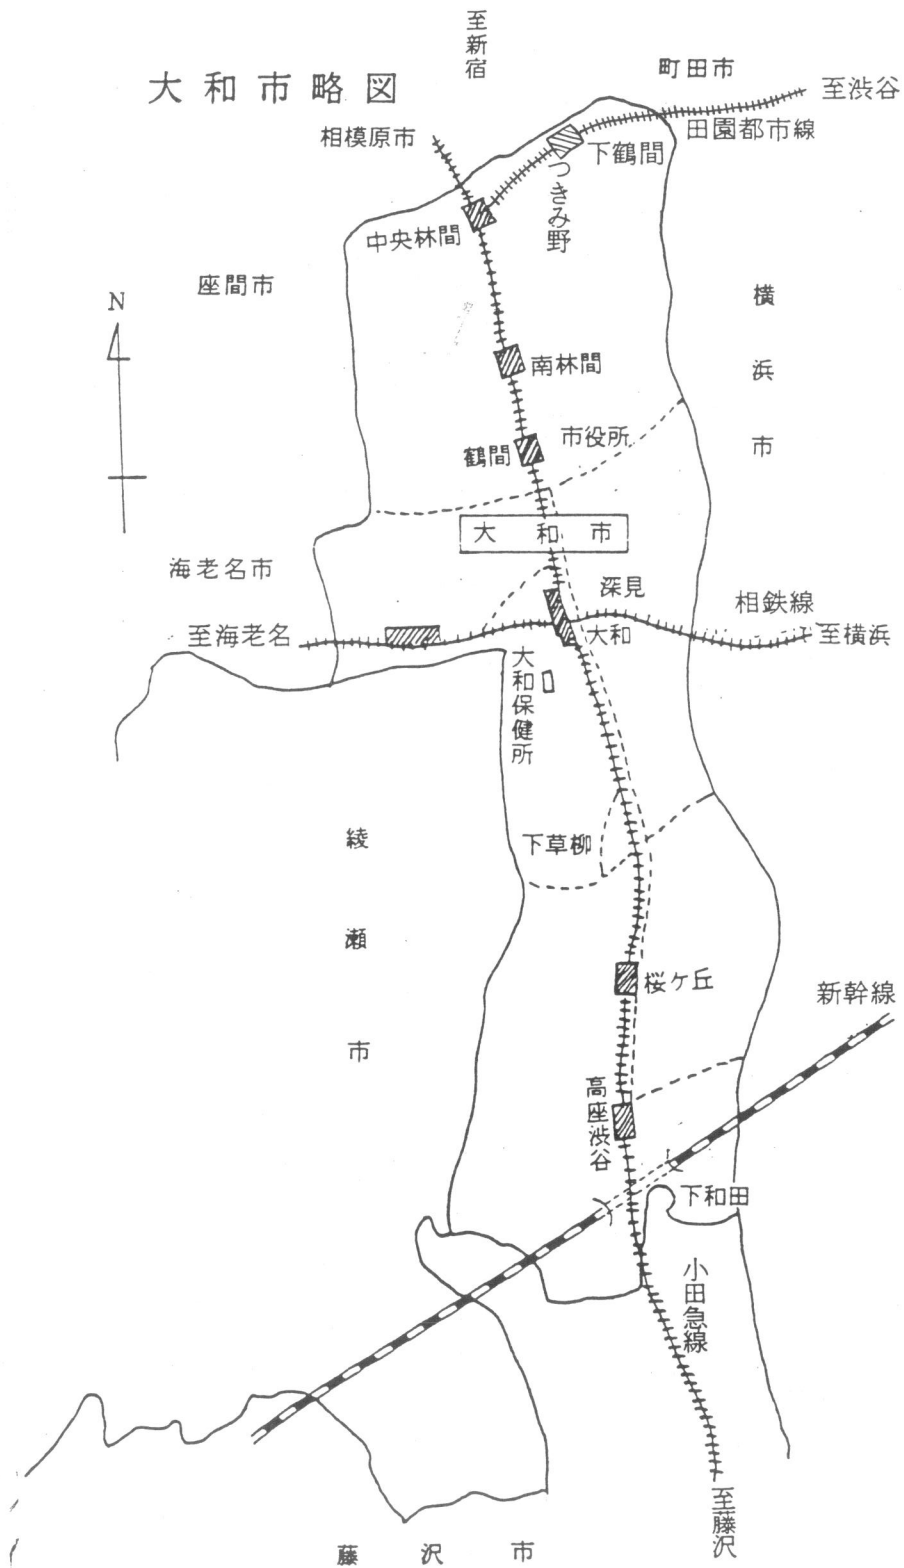 至新宿
大和市略図
町田市
至渋谷
相模原市
田園都市線
下鶴間
つきみ野
中央林間
座間市
N
横浜市
南林間
市役所
鶴間
大和市
海老名市
深見
相鉄線
至海老名
大和
至横浜
大和保健所
綾瀬市
下草柳
桜ケ丘
新幹線
高座渋谷
下和田
小田急線
至藤沢
藤沢市